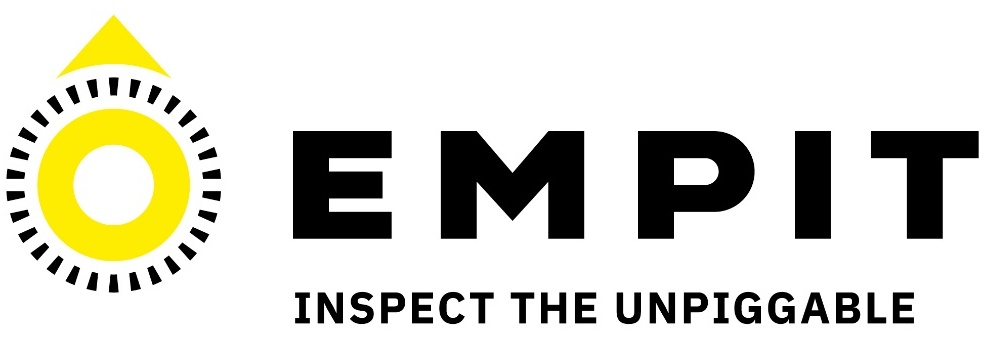 EMPIT
INSPECT THE UNPIGGABLE